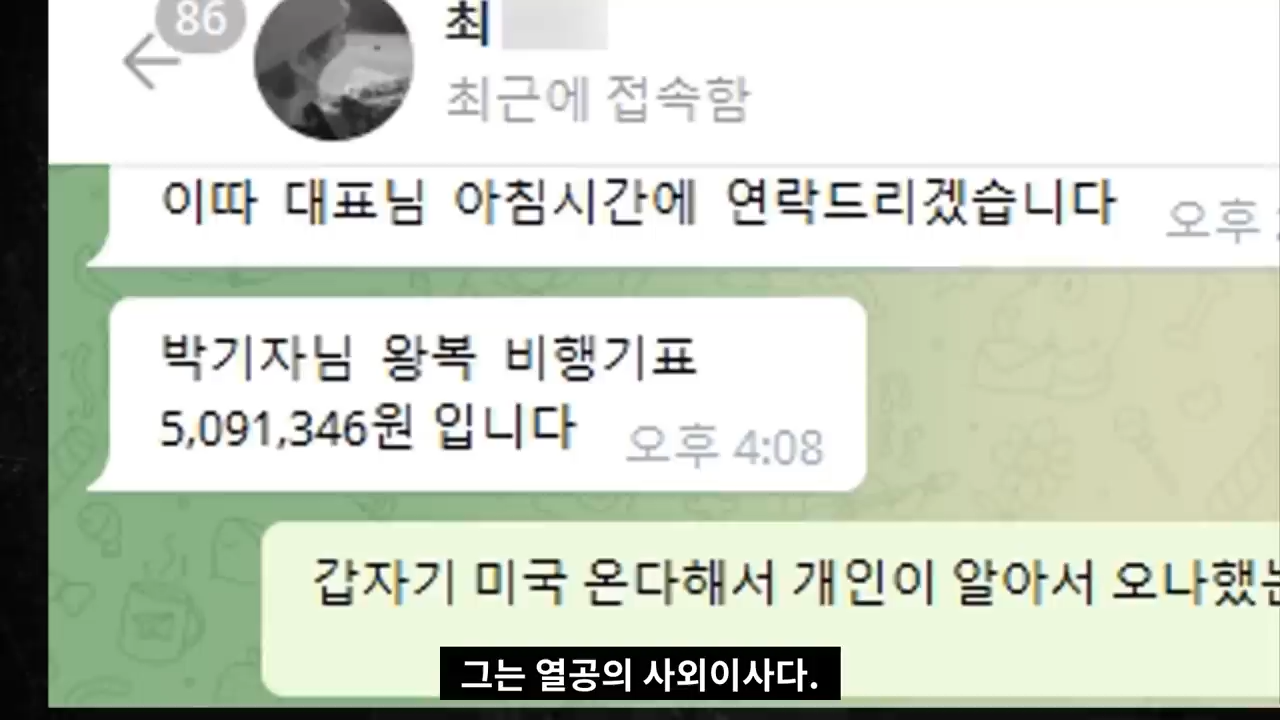 86
최
최근에 접속함
이따 대표님 아침시간에 연락드리겠습니다
오후
박기자님 왕복 비행기표
5,091,346원 입니다
오후 4:08
갑자기 미국 온다해서 개인이 알아서 오나했는
그는 열공의 사외이사다.